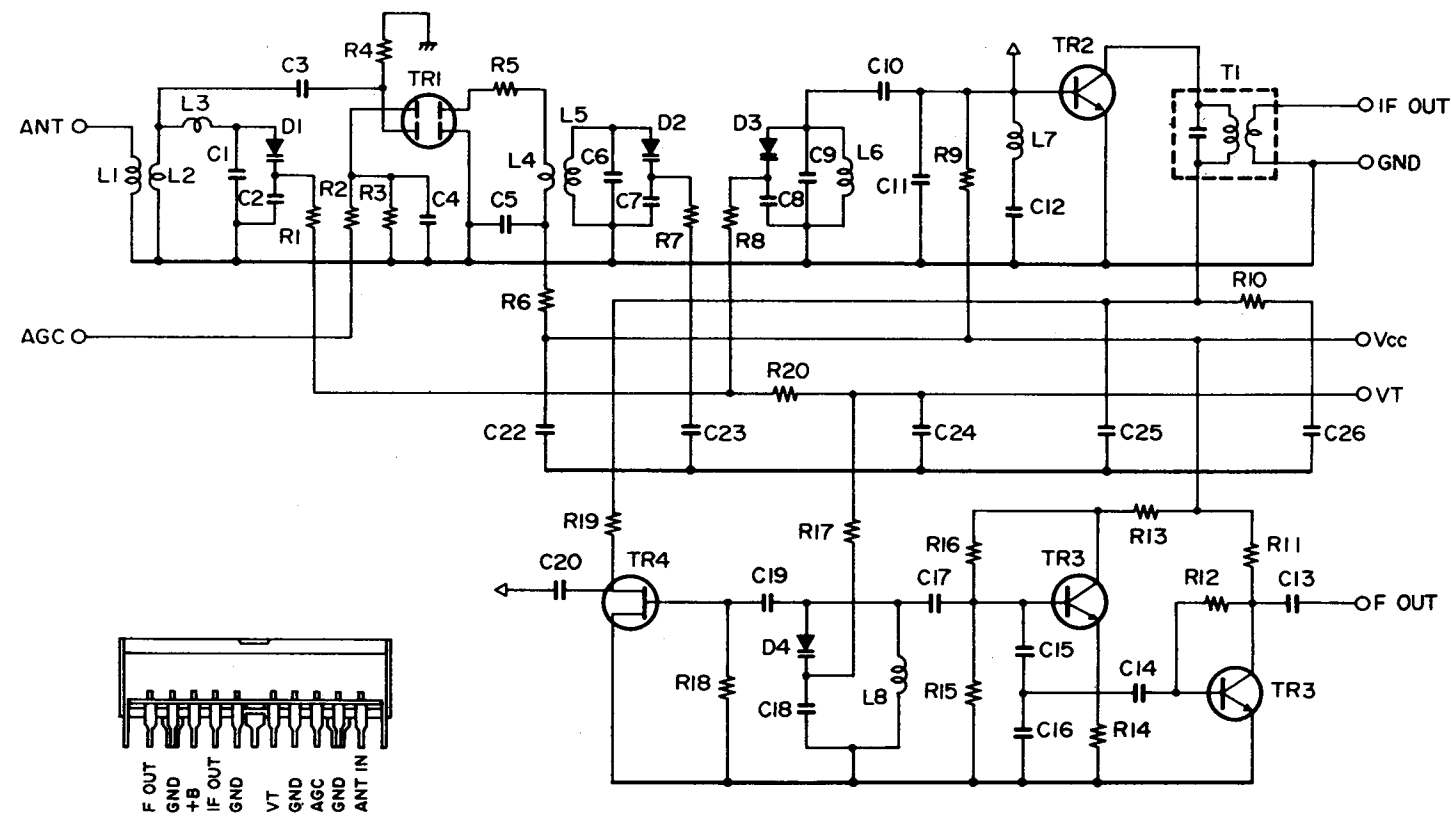 R4
C3
TR1
R5
C10
TR2
T1
IF OUT
ANT
L3
D1
L5
D2
D3
GND
L1
L2
C1
C2
R2
R3
C4
C5
L4
C6
C7
C8
C9
L6
C11
R9
L7
C12
R1
R7
R8
R6
R10
AGC
Vcc
R20
VT
C22
C23
C24
C25
C26
R19
R17
R16
TR3
R13
R11
C20
TR4
C19
C17
R12
C13
F OUT
D4
C15
C14
R18
C18
L8
R15
C16
R14
TR3
F OUT
GND
+B
IF OUT
GND
VT
GND
AGC
GND
ANT IN